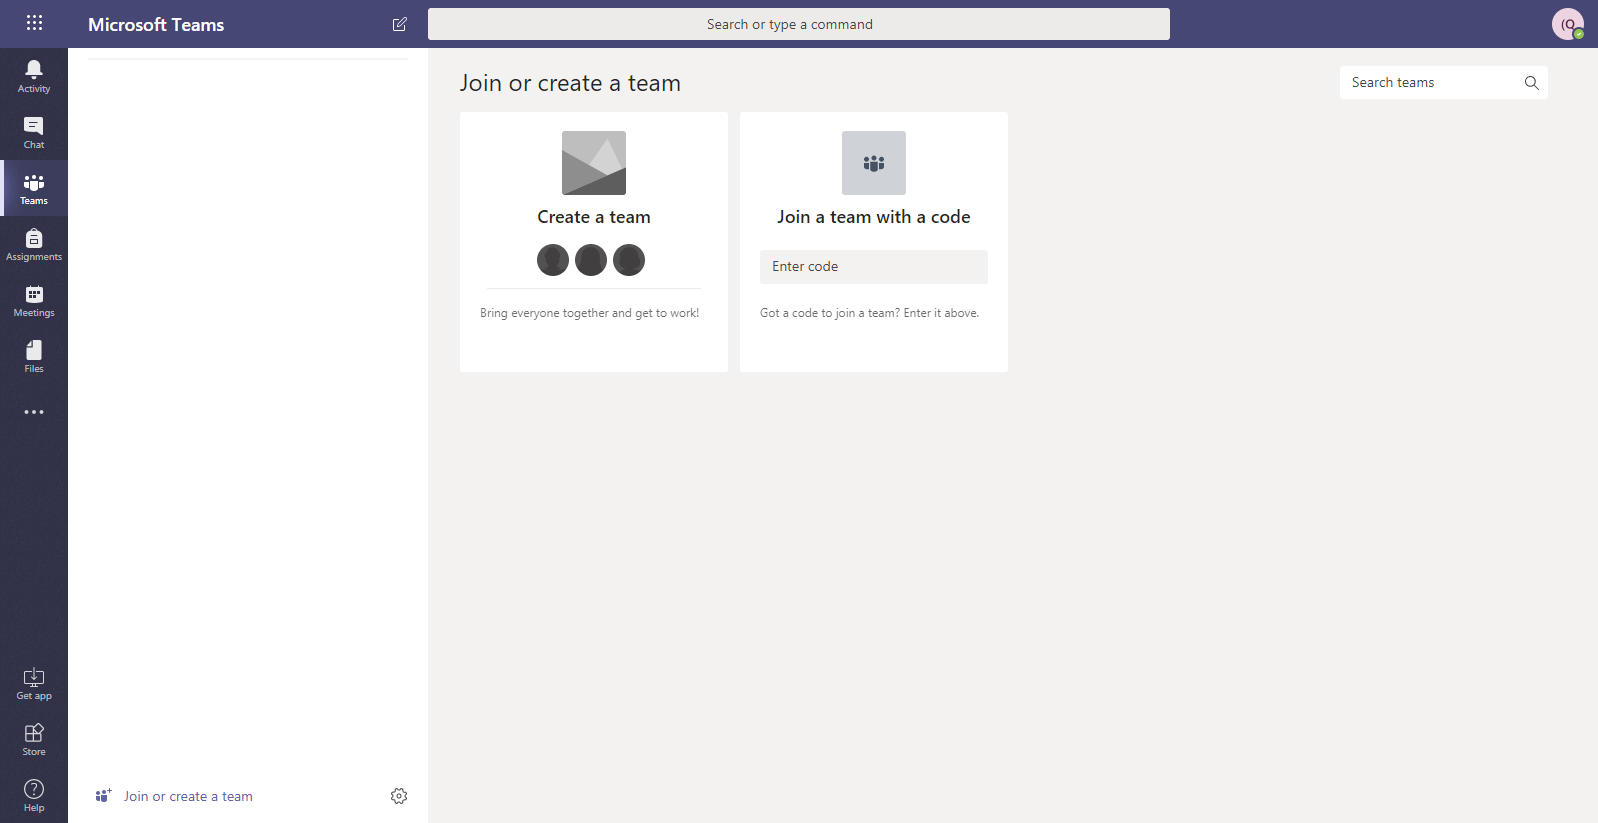 Microsoft Teams
Search or type a command
(O
Activity
Chat
Teams
Assignments
Meetings
Files
Get app
Store
Help
Join or create a team
Join or create a team
Search teams
Create a team
Bring everyone together and get to work!
Join a team with a code
Enter code
Got a code to join a team? Enter it above.